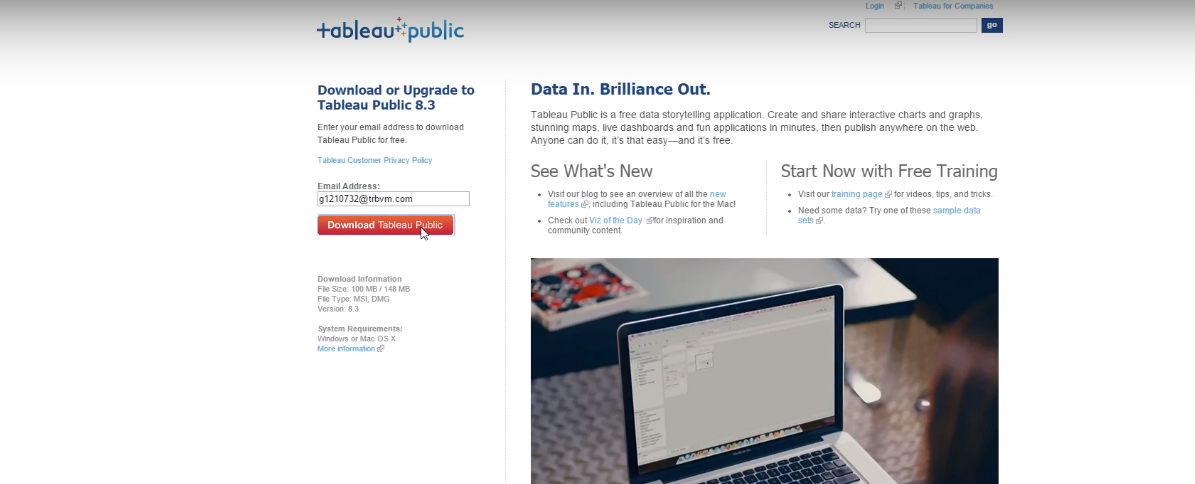 Login
Tableau for Companies
tableau public
SEARCH
go
Download or Upgrade to
Tableau Public 8.3
Enter your email address to download
Tableau Public for free.
Tableau Customer Privacy Policy
Email Address:
g1210732@trbvm.com
Download Tableau Public
Download Information
File Size: 100 MB / 148 MB
File Type: MSI, DMG
Version: 8.3
System Requirements:
Windows or Mac OS X
More information
Data In. Brilliance Out.
Tableau Public is a free data storytelling application. Create and share interactive charts and graphs,
stunning maps, live dashboards and fun applications in minutes, then publish anywhere on the web.
Anyone can do it, it's that easy—and it's free.
See What's New
• Visit our blog to see an overview of all the new
features, including Tableau Public for the Mac!
• Check out Viz of the Day for inspiration and
community content.
Start Now with Free Training
• Visit our training page for videos, tips, and tricks.
• Need some data? Try one of these sample data
sets.